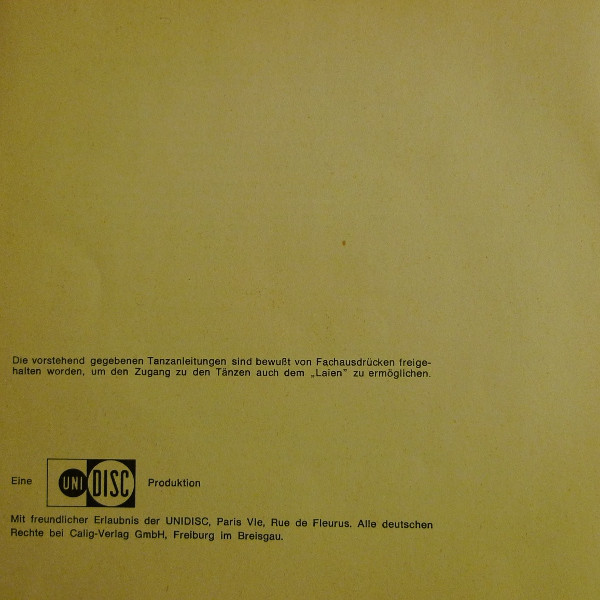 Die vorstehend gegebenen Tanzanleitungen sind bewußt von Fachausdrücken freige-
halten worden, um den Zugang zu den Tänzen auch dem „Laien" zu ermöglichen.
Eine UNI DISC Produktion
Mit freundlicher Erlaubnis der UNIDISC, Paris VIe, Rue de Fleurus. Alle deutschen
Rechte bei Calig-Verlag GmbH, Freiburg im Breisgau.